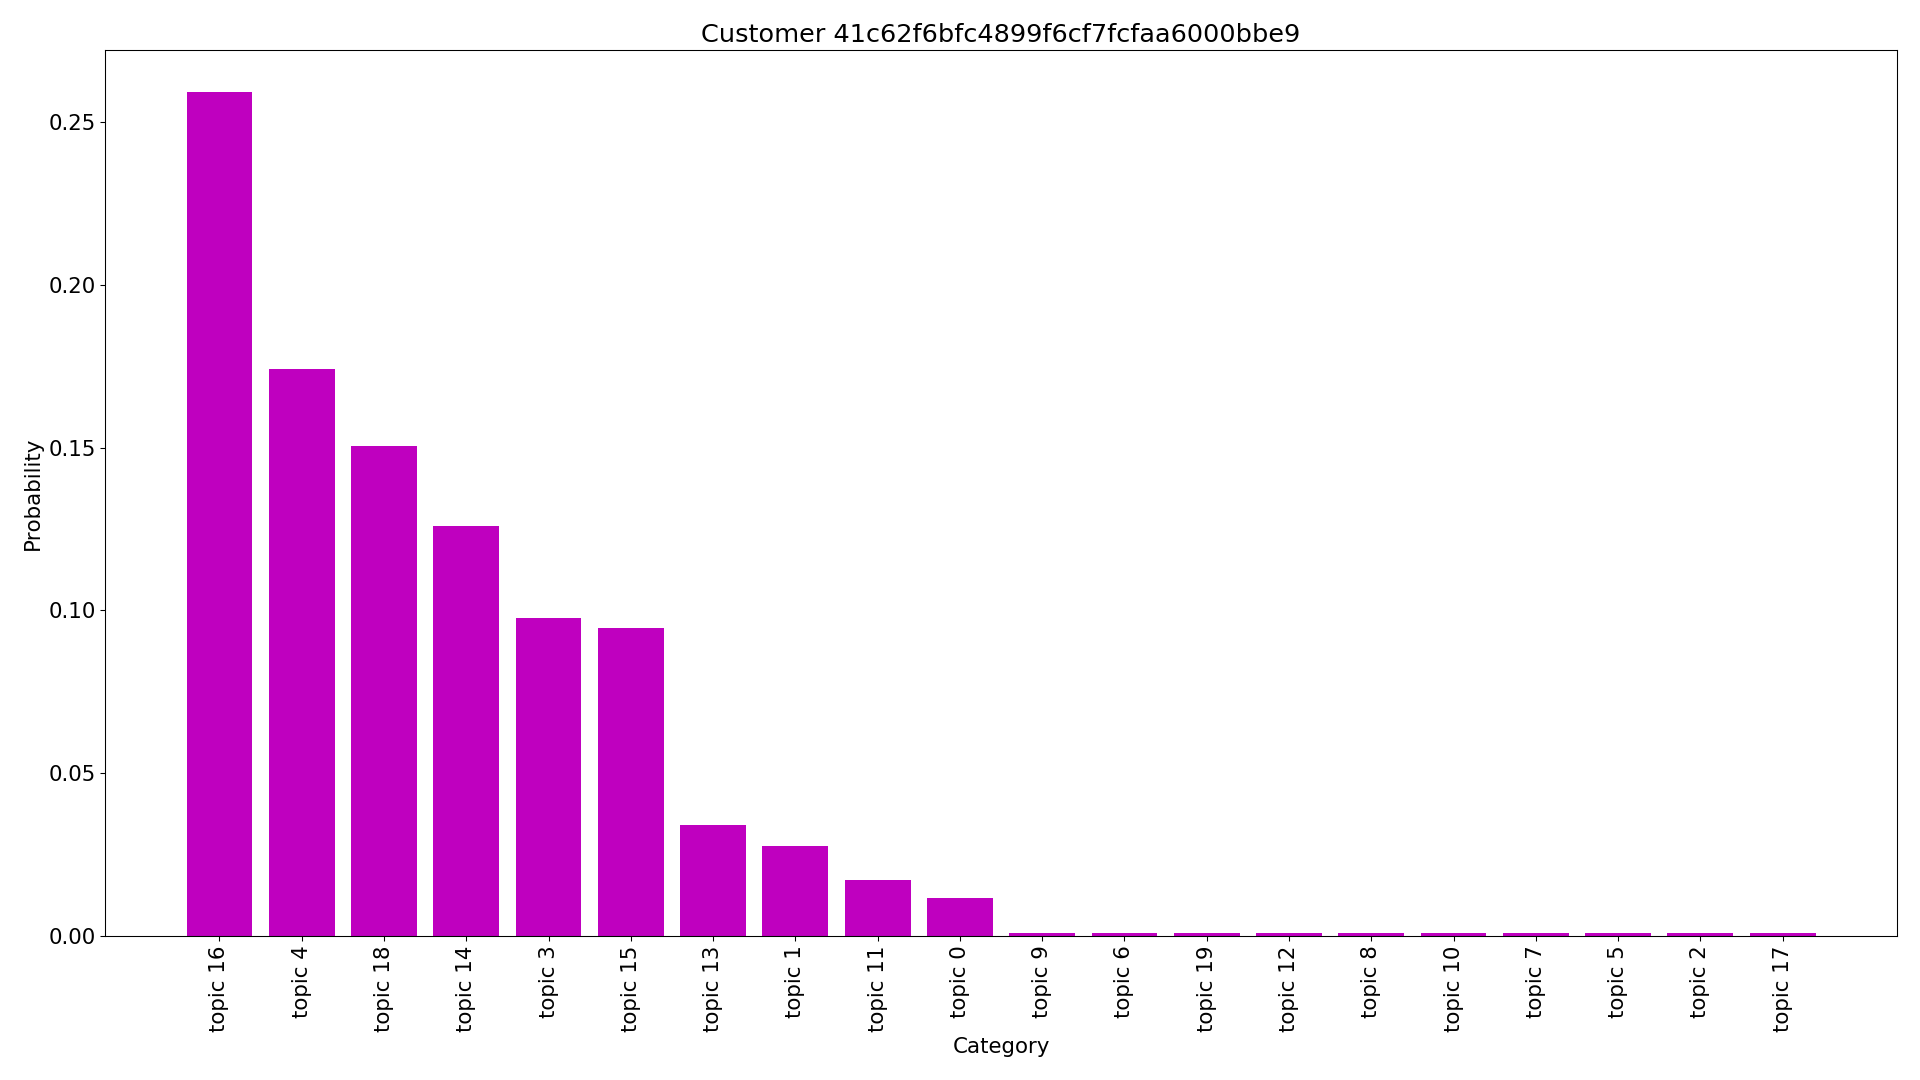 Customer 41c62f6bfc4899f6cf7fcfaa6000bbe9
Probability
0.25
0.20
0.15
0.10
0.05
0.00
topic 16
topic 4
topic 18
topic 14
topic 3
topic 15
topic 13
topic 1
topic 11
topic 0
topic 9
topic 6
topic 19
topic 12
topic 8
topic 10
topic 7
topic 5
topic 2
topic 17
Category